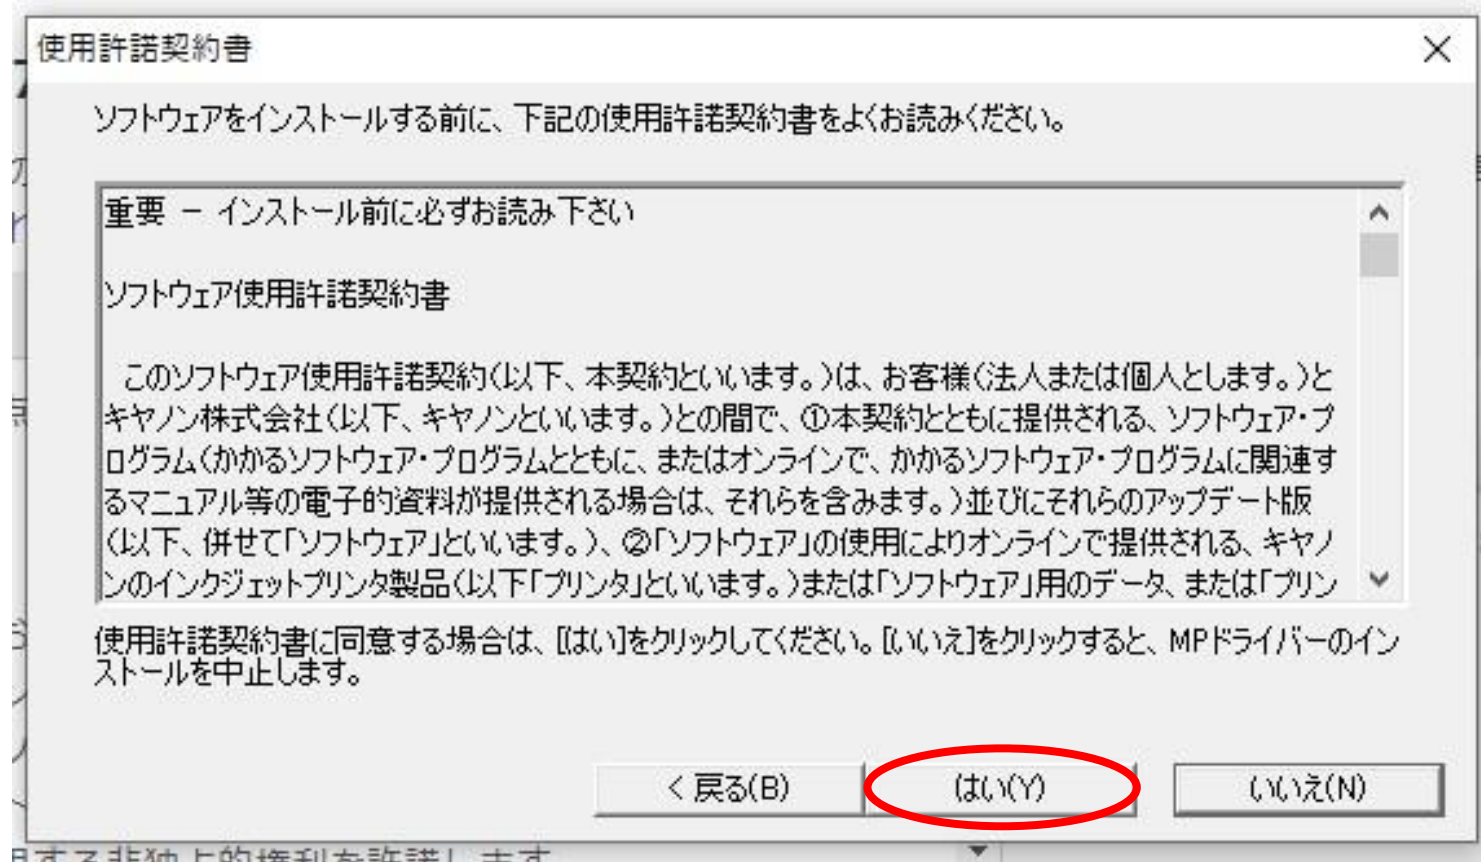 使用許諾契約書
ソフトウェアをインストールする前に、下記の使用許諾契約書をよくお読みください。
重要 － インストール前に必ずお読み下さい
ソフトウェア使用許諾契約書
このソフトウェア使用許諾契約(以下、本契約といいます。)は、お客様(法人または個人とします。)と
キヤノン株式会社(以下、キヤノンといいます。)との間で、①本契約とともに提供される、ソフトウェア・プ
ログラム(かかるソフトウェア・プログラムとともに、またはオンラインで、かかるソフトウェア・プログラムに関連す
るマニュアル等の電子的資料が提供される場合は、それらを含みます。)並びにそれらのアップデート版
(以下、併せて「ソフトウェア」といいます。)、②「ソフトウェア」の使用によりオンラインで提供される、キヤノ
ンのインクジェットプリンタ製品(以下「プリンタ」といいます。)または「ソフトウェア」用のデータ、または「プリン
使用許諾契約書に同意する場合は、[はい]をクリックしてください。[いいえ]をクリックすると、MPドライバーのイン
ストールを中止します。
< 戻る(B)
はい(Y)
いいえ(N)
する非独占的権利を許諾します